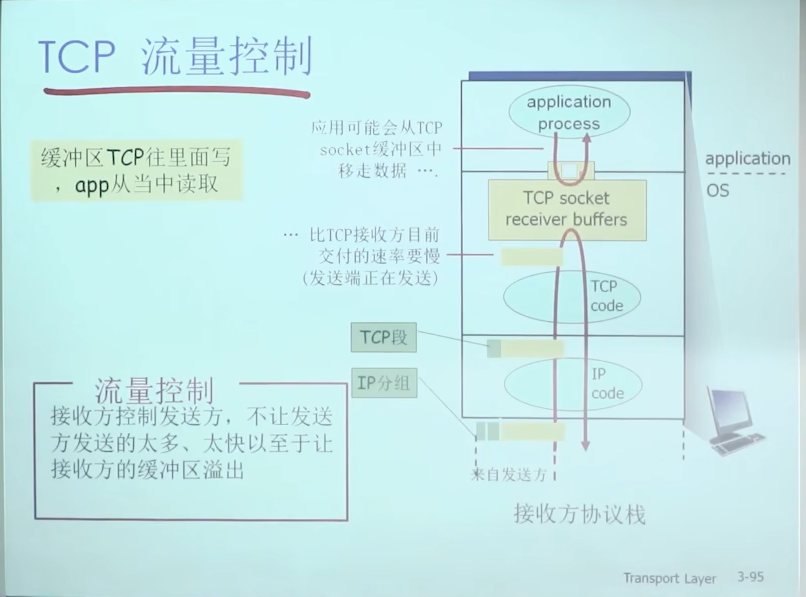 TCP 流量控制
缓冲区TCP往里面写
，app从当中读取
应用可能会从TCP
socket缓冲区中
移走数据 ….
… 比TCP接收方目前
交付的速率要慢
(发送端正在发送)
application
process
TCP socket
receiver buffers
TCP
code
IP
code
application
OS
TCP段
IP分组
流量控制
接收方控制发送方，不让发送
方发送的太多、太快以至于让
接收方的缓冲区溢出
来自发送方
接收方协议栈
Transport Layer 3-95